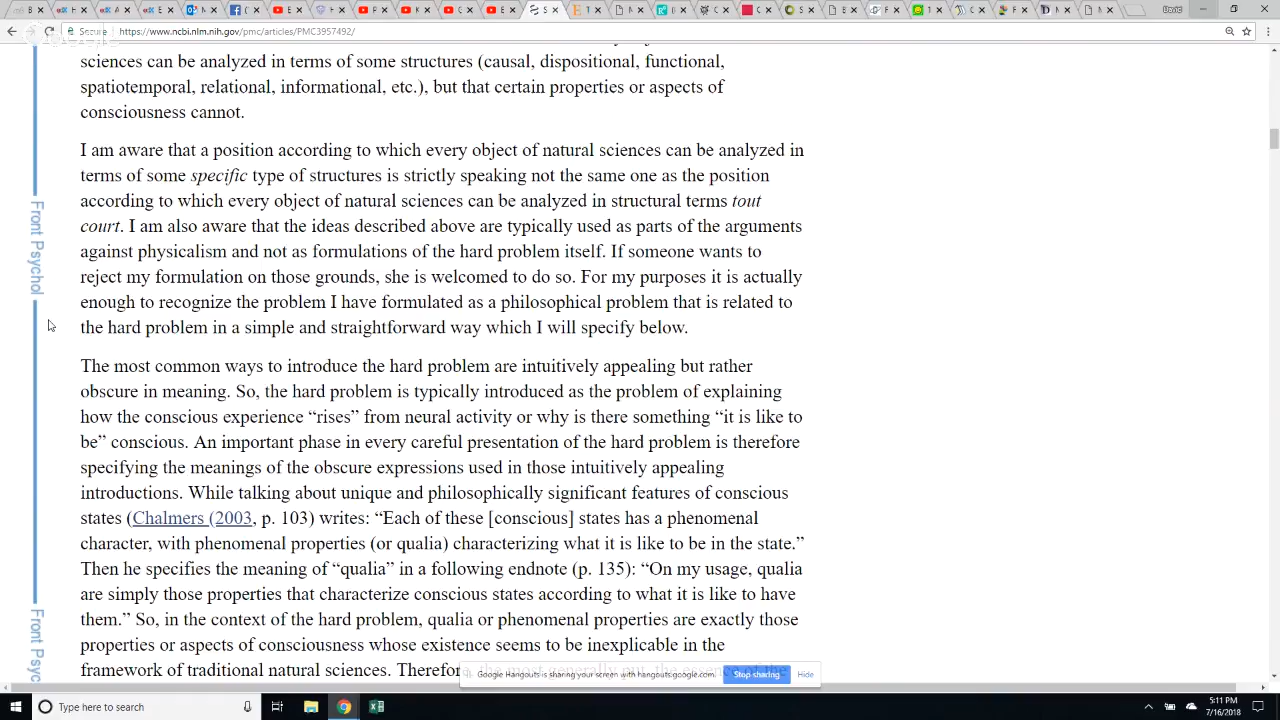 Secure
https://www.ncbi.nlm.nih.gov/pmc/articles/PMC3957492/
sciences can be analyzed in terms of some structures (causal, dispositional, functional,
spatiotemporal, relational, informational, etc.), but that certain properties or aspects of
consciousness cannot.
I am aware that a position according to which every object of natural sciences can be analyzed in
terms of some specific type of structures is strictly speaking not the same one as the position
according to which every object of natural sciences can be analyzed in structural terms tout
court. I am also aware that the ideas described above are typically used as parts of the arguments
against physicalism and not as formulations of the hard problem itself. If someone wants to
reject my formulation on those grounds, she is welcomed to do so. For my purposes it is actually
enough to recognize the problem I have formulated as a philosophical problem that is related to
the hard problem in a simple and straightforward way which I will specify below.
The most common ways to introduce the hard problem are intuitively appealing but rather
obscure in meaning. So, the hard problem is typically introduced as the problem of explaining
how the conscious experience “rises” from neural activity or why is there something “it is like to
be” conscious. An important phase in every careful presentation of the hard problem is therefore
specifying the meanings of the obscure expressions used in those intuitively appealing
introductions. While talking about unique and philosophically significant features of conscious
states (Chalmers (2003, p. 103) writes: “Each of these [conscious] states has a phenomenal
character, with phenomenal properties (or qualia) characterizing what it is like to be in the state.”
Then he specifies the meaning of “qualia” in a following endnote (p. 135): “On my usage, qualia
are simply those properties that characterize conscious states according to what it is like to have
them.” So, in the context of the hard problem, qualia or phenomenal properties are exactly those
properties or aspects of consciousness whose existence seems to be inexplicable in the
framework of traditional natural sciences. Therefore, the most generally put, the essence of the
Front Psychol
Front Psyc
Google Hangouts is sharing your screen with hangouts.google.com.
Stop sharing
Hide
Type here to search
5:11 PM
7/16/2018